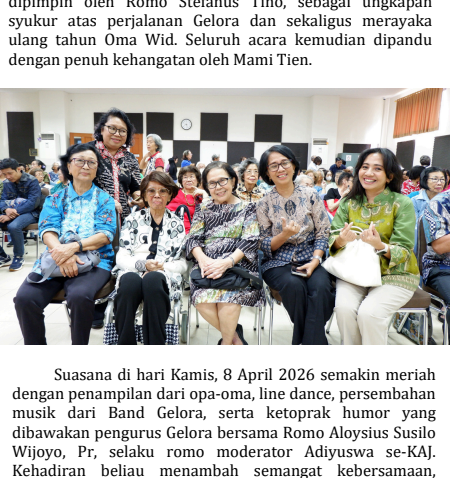 dipimpin oleh Romo Stefanus Tino, sebagai ungkapan
syukur atas perjalanan Gelora dan sekaligus merayaka
ulang tahun Oma Wid. Seluruh acara kemudian dipandu
dengan penuh kehangatan oleh Mami Tien.
Suasana di hari Kamis, 8 April 2026 semakin meriah
dengan penampilan dari opa-oma, line dance, persembahan
musik dari Band Gelora, serta ketoprak humor yang
dibawakan pengurus Gelora bersama Romo Aloysius Susilo
Wijoyo, Pr, selaku romo moderator Adiyuswa se-KAJ.
Kehadiran beliau menambah semangat kebersamaan,